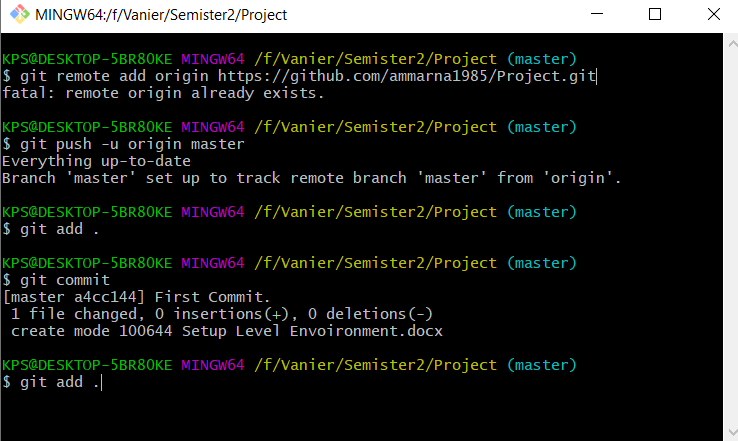 MINGW64:/f/Vanier/Semister2/Project
KPS@DESKTOP-5BR8OKE MINGW64 /f/Vanier/Semister2/Project (master)
$ git remote add origin https://github.com/ammarna1985/Project.git
fatal: remote origin already exists.
KPS@DESKTOP-5BR8OKE MINGW64 /f/Vanier/Semister2/Project (master)
$ git push -u origin master
Everything up-to-date
Branch 'master' set up to track remote branch 'master' from 'origin'.
KPS@DESKTOP-5BR8OKE MINGW64 /f/Vanier/Semister2/Project (master)
$ git add .
KPS@DESKTOP-5BR8OKE MINGW64 /f/Vanier/Semister2/Project (master)
$ git commit
[master a4cc144] First Commit.
 1 file changed, 0 insertions(+), 0 deletions(-)
 create mode 100644 Setup Level Envoironment.docx
KPS@DESKTOP-5BR8OKE MINGW64 /f/Vanier/Semister2/Project (master)
$ git add .